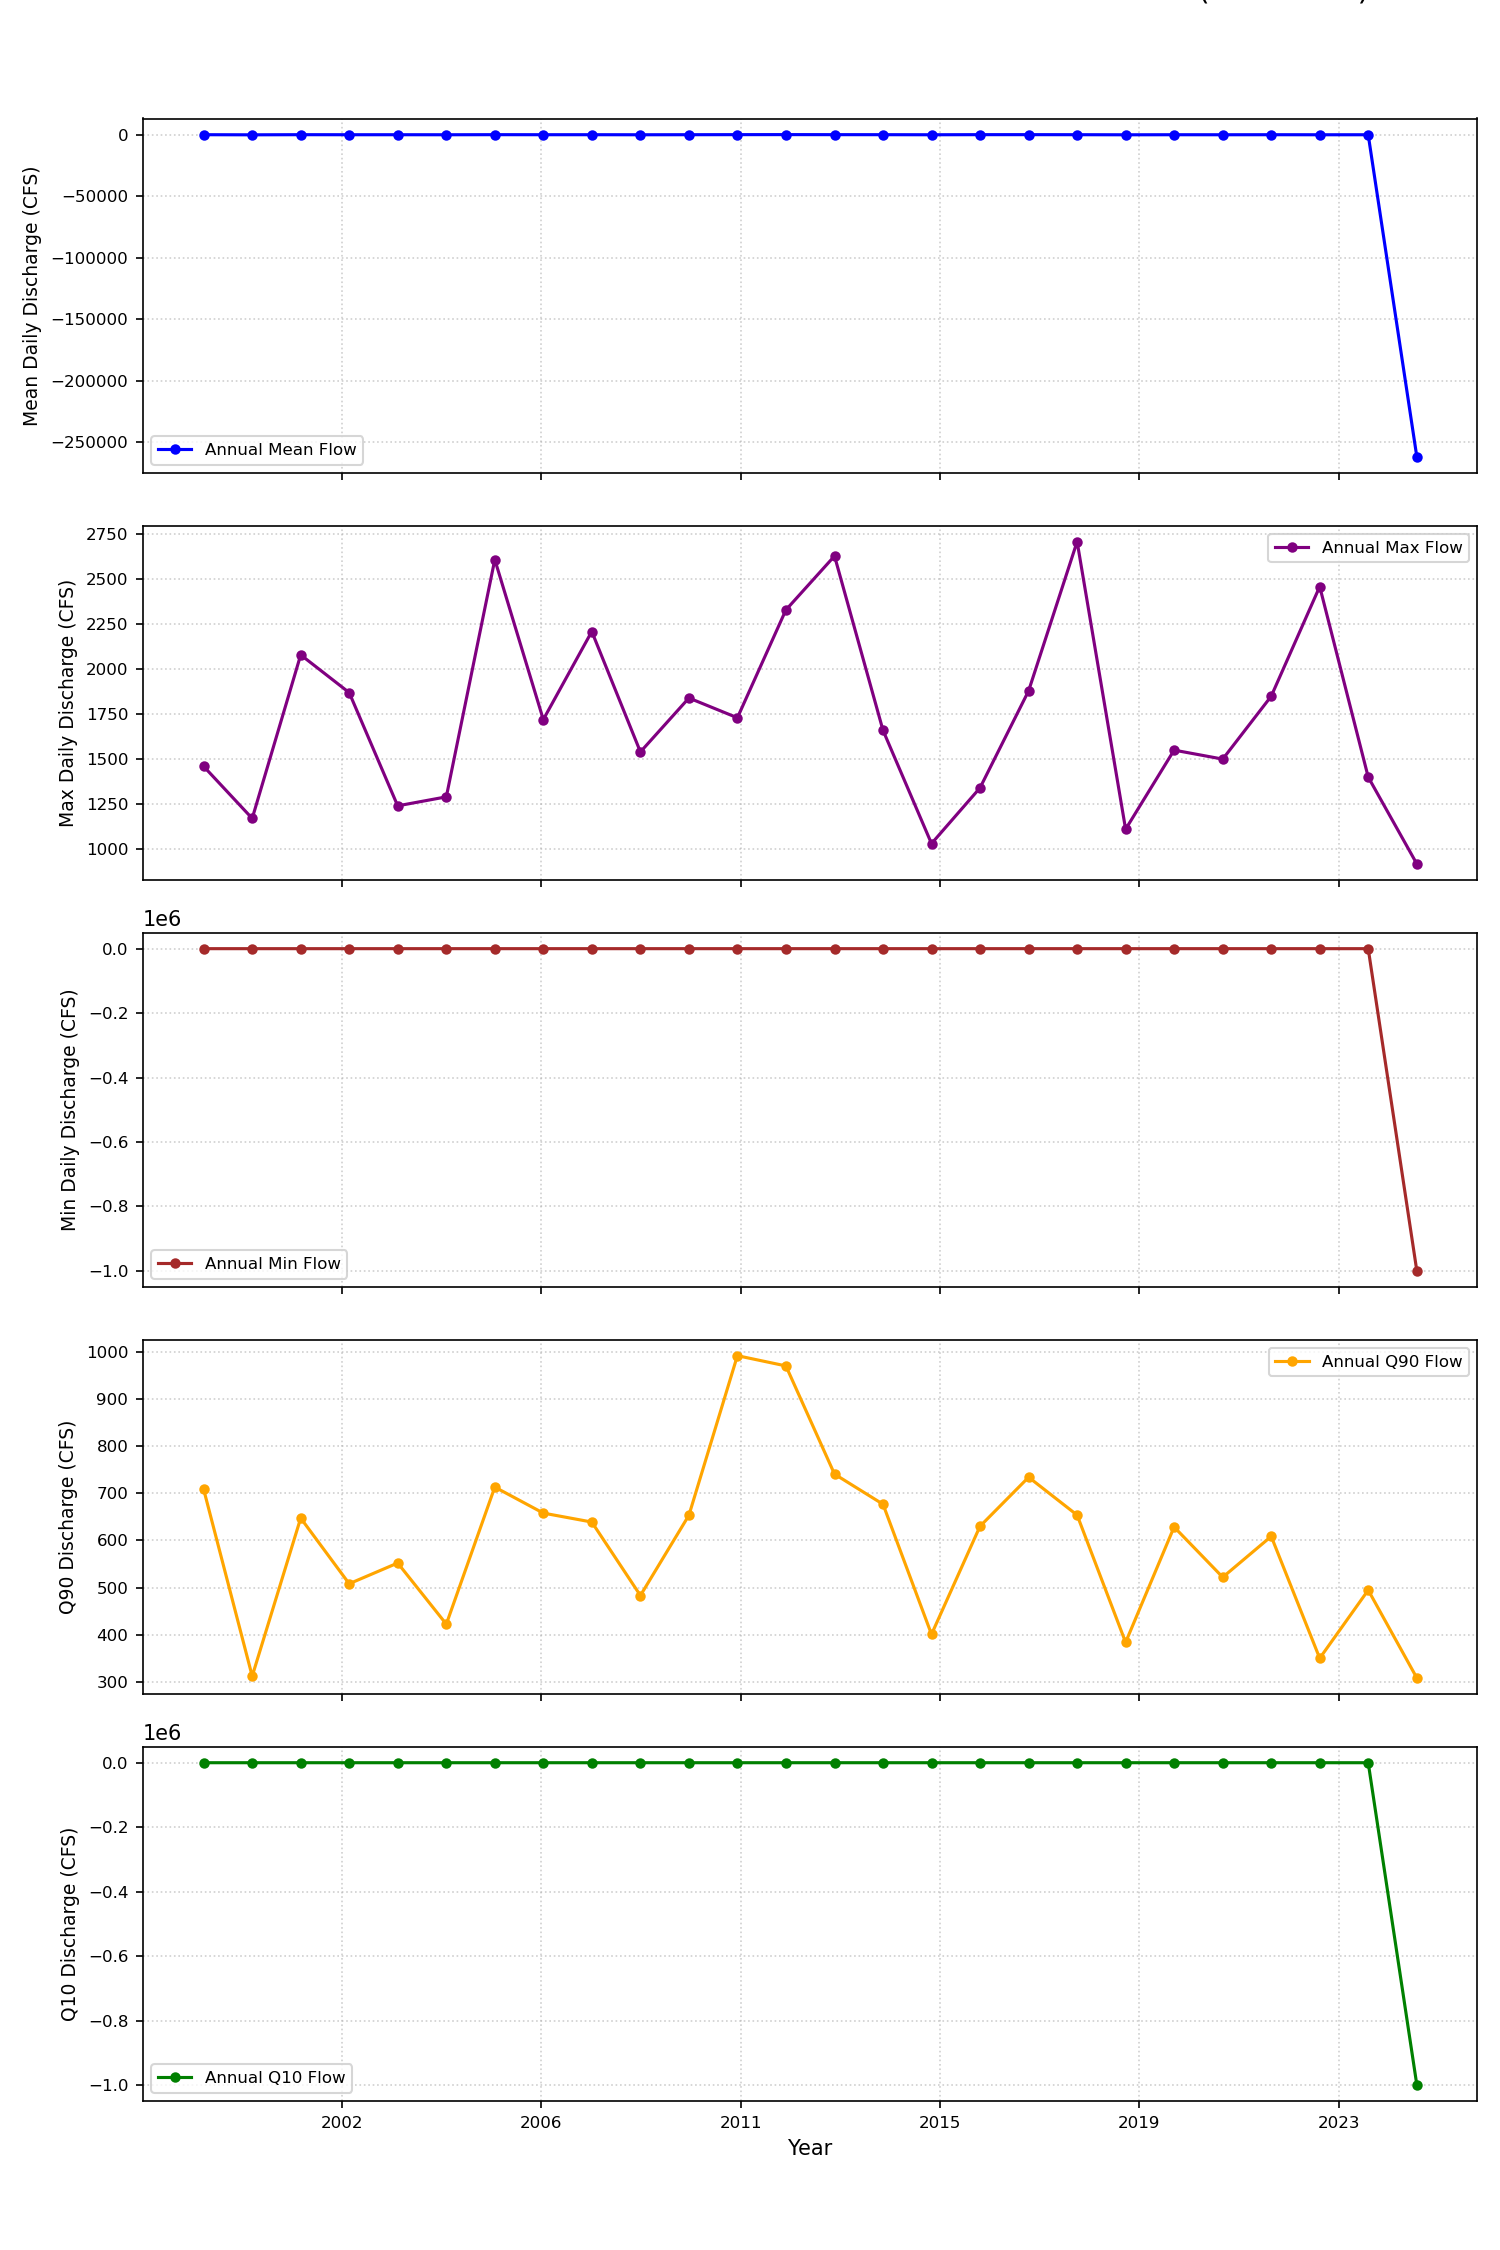 0
−50000
−100000
−150000
−200000
−250000
Mean Daily Discharge (CFS)
Annual Mean Flow
2750
2500
2250
2000
1750
1500
1250
1000
Max Daily Discharge (CFS)
Annual Max Flow
1e6
0.0
−0.2
−0.4
−0.6
−0.8
−1.0
Min Daily Discharge (CFS)
Annual Min Flow
1000
900
800
700
600
500
400
300
Q90 Discharge (CFS)
Annual Q90 Flow
1e6
0.0
−0.2
−0.4
−0.6
−0.8
−1.0
Q10 Discharge (CFS)
Annual Q10 Flow
2002 2006 2011 2015 2019 2023
Year